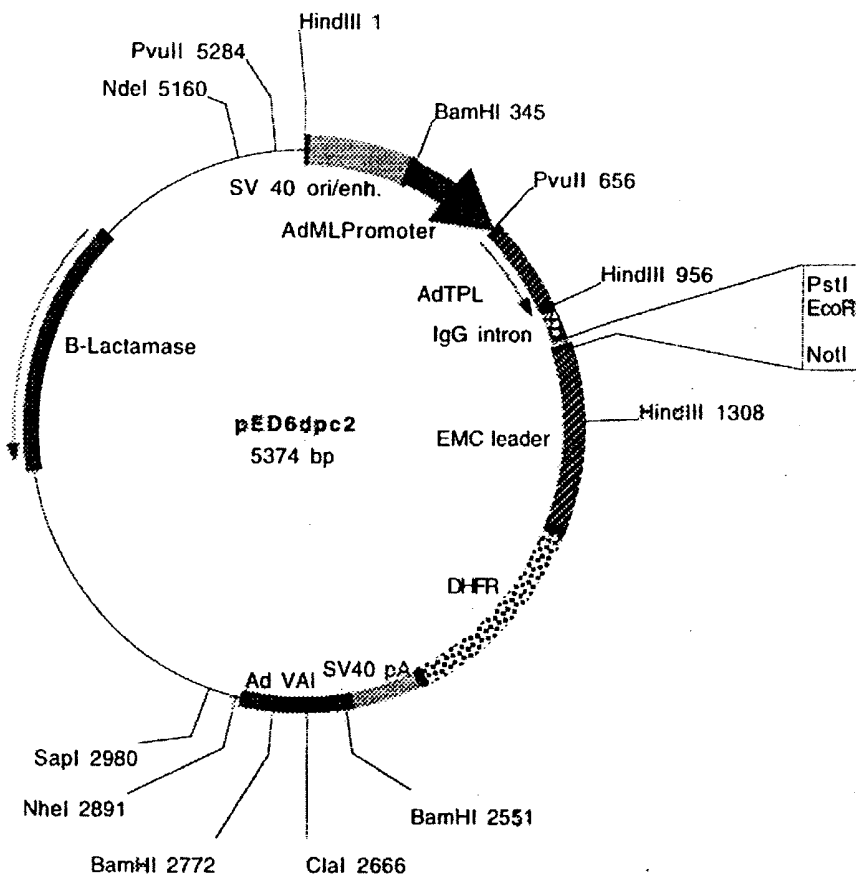 HindIII 1
PvuII 5284
NdeI 5160
BamHI 345
SV 40 ori/enh.
PvuII 656
AdMLPromoter
HindIII 956
AdTPL
PstI
EcoR
IgG intron
B-Lactamase
NotI
pED6dpc2
HindIII 1308
EMC leader
5374 bp
DHFR
SV40 pA
Ad VAI
SapI 2980
NheI 2891
BamHI 2551
BamHI 2772
ClaI 2666